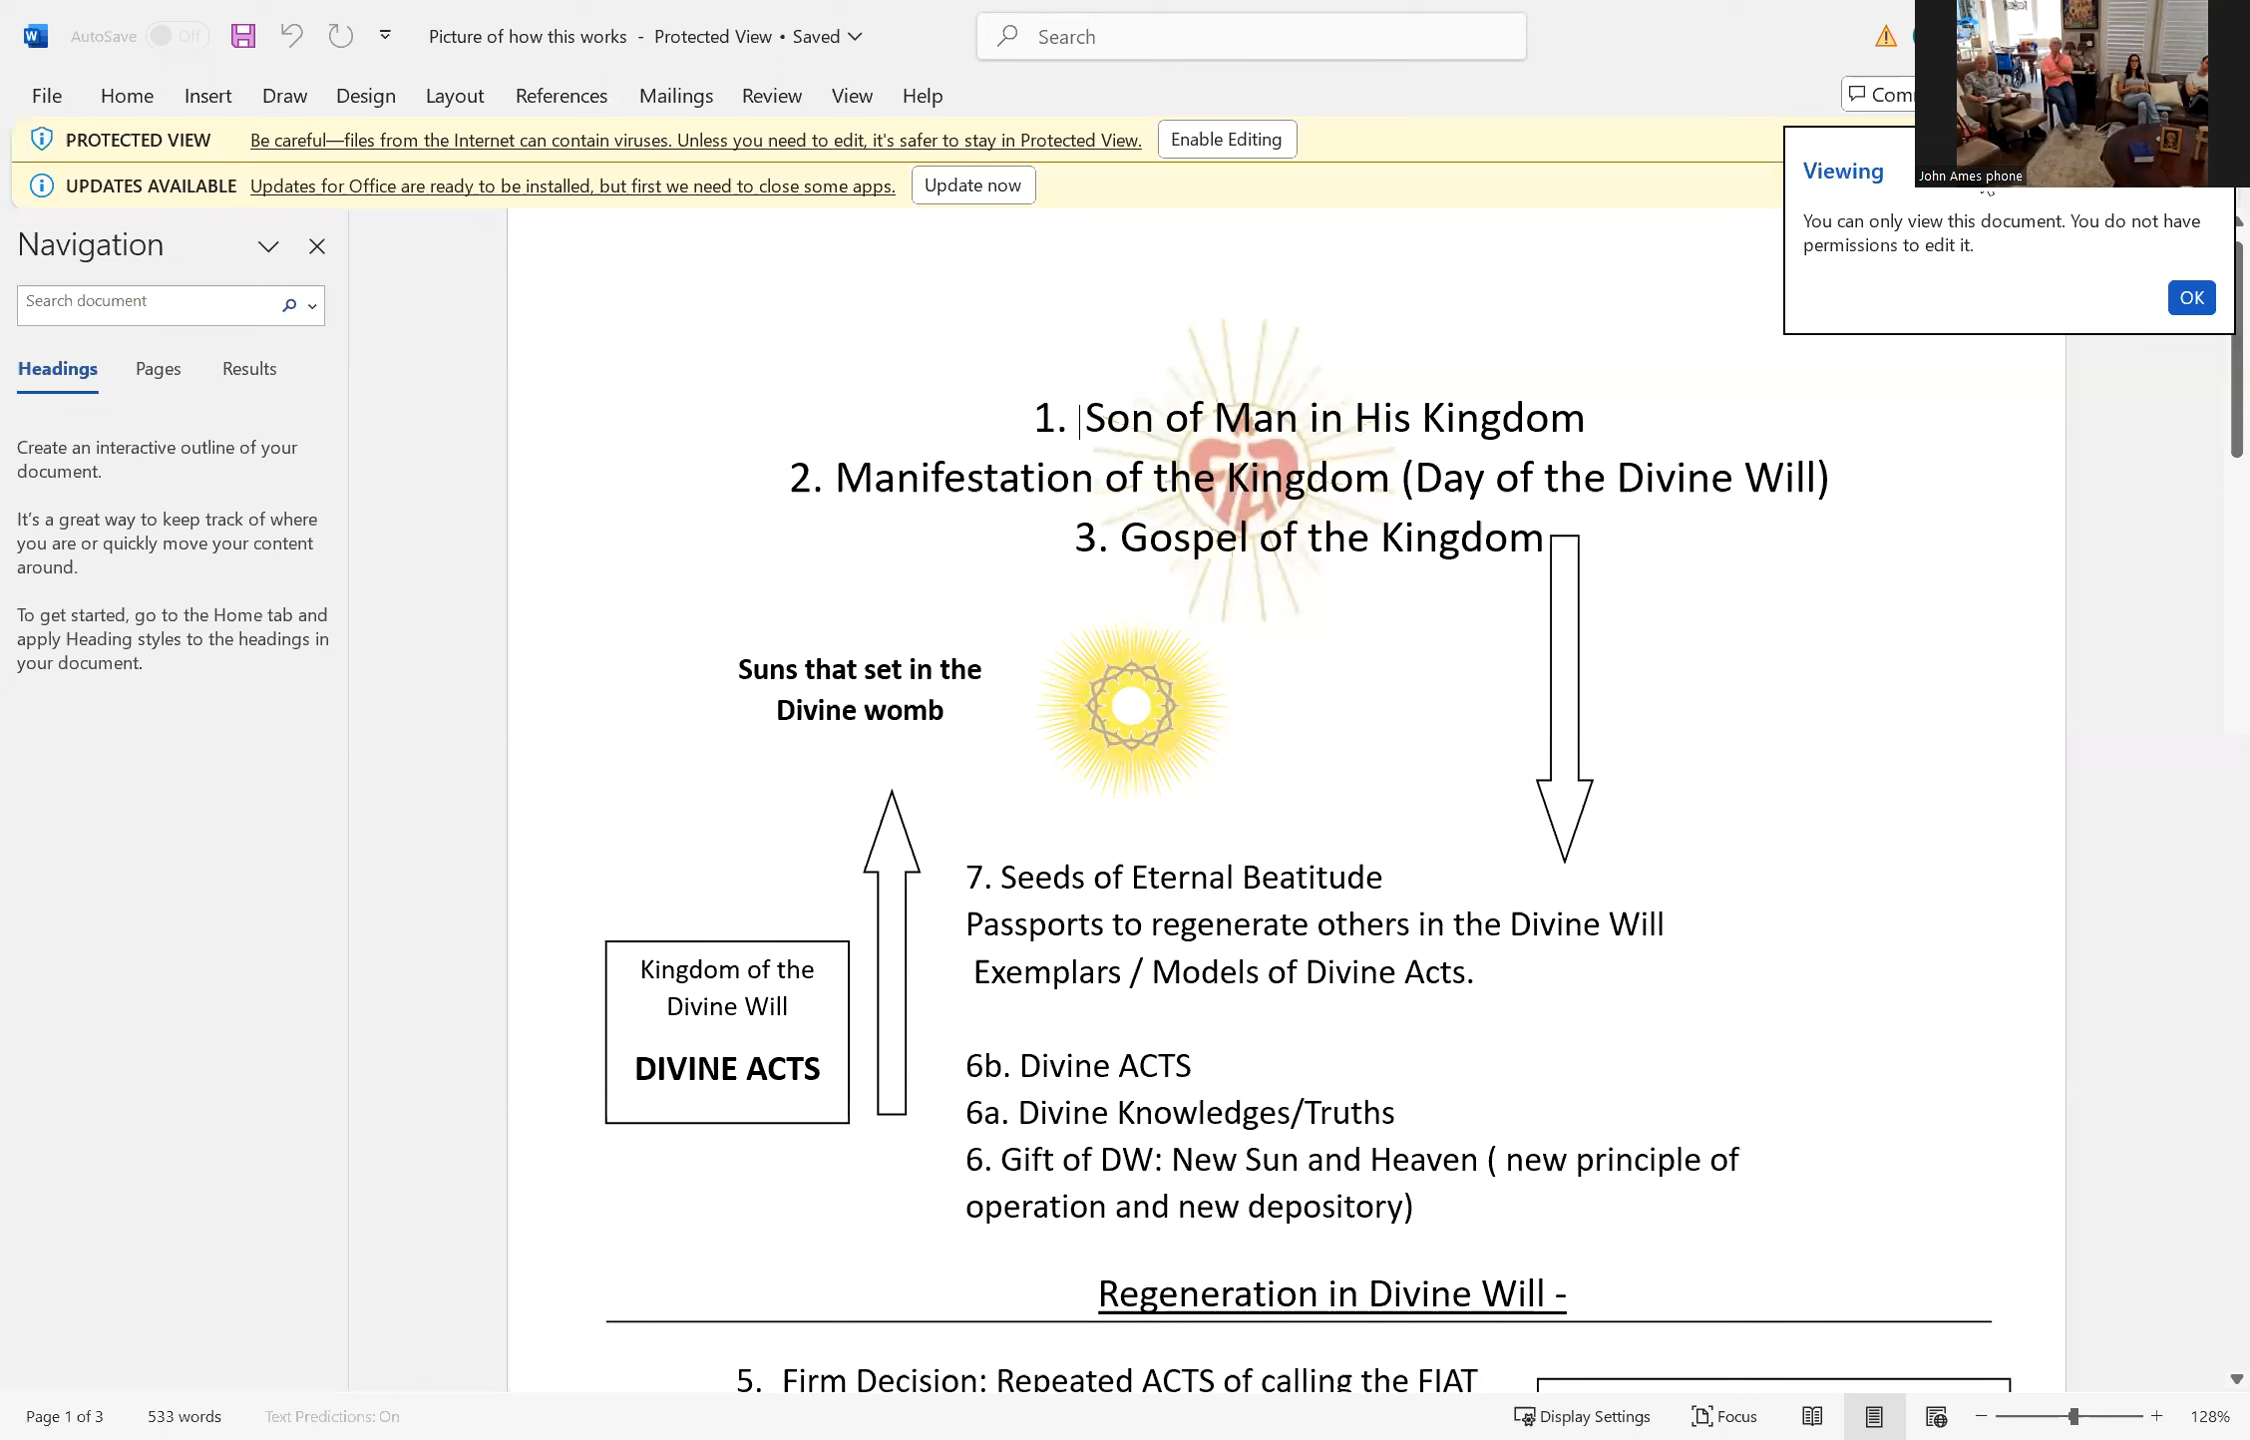 AutoSave Off Picture of how this works - Protected View • Saved Search
File Home Insert Draw Design Layout References Mailings Review View Help
PROTECTED VIEW Be careful—files from the Internet can contain viruses. Unless you need to edit, it's safer to stay in Protected View. Enable Editing
UPDATES AVAILABLE Updates for Office are ready to be installed, but first we need to close some apps. Update now
John Ames phone
Viewing
You can only view this document. You do not have
permissions to edit it.
OK
Navigation
Search document
Headings Pages Results
Create an interactive outline of your
document.
It's a great way to keep track of where
you are or quickly move your content
around.
To get started, go to the Home tab and
apply Heading styles to the headings in
your document.
1. Son of Man in His Kingdom
2. Manifestation of the Kingdom (Day of the Divine Will)
3. Gospel of the Kingdom
FIAT
Suns that set in the
Divine womb
7. Seeds of Eternal Beatitude
Passports to regenerate others in the Divine Will
Exemplars / Models of Divine Acts.
Kingdom of the
Divine Will
DIVINE ACTS
6b. Divine ACTS
6a. Divine Knowledges/Truths
6. Gift of DW: New Sun and Heaven ( new principle of
operation and new depository)
Regeneration in Divine Will -
5. Firm Decision: Repeated ACTS of calling the FIAT
Page 1 of 3 533 words Text Predictions: On Display Settings Focus 128%